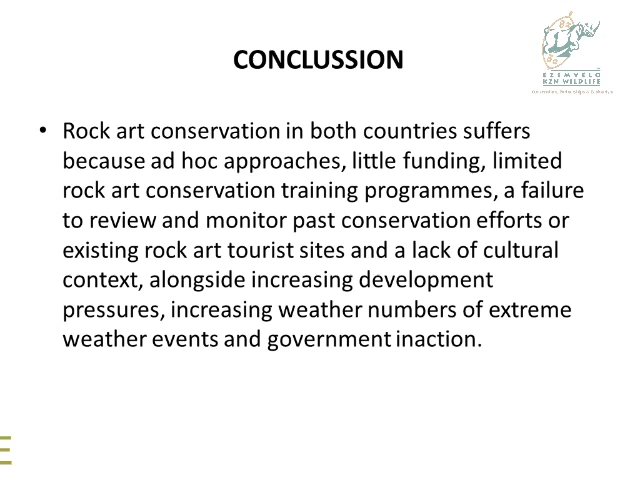 CONCLUSSION
EZEMVELO
KZN WILDLIFE
• Rock art conservation in both countries suffers
because ad hoc approaches, little funding, limited
rock art conservation training programmes, a failure
to review and monitor past conservation efforts or
existing rock art tourist sites and a lack of cultural
context, alongside increasing development
pressures, increasing weather numbers of extreme
weather events and government inaction.